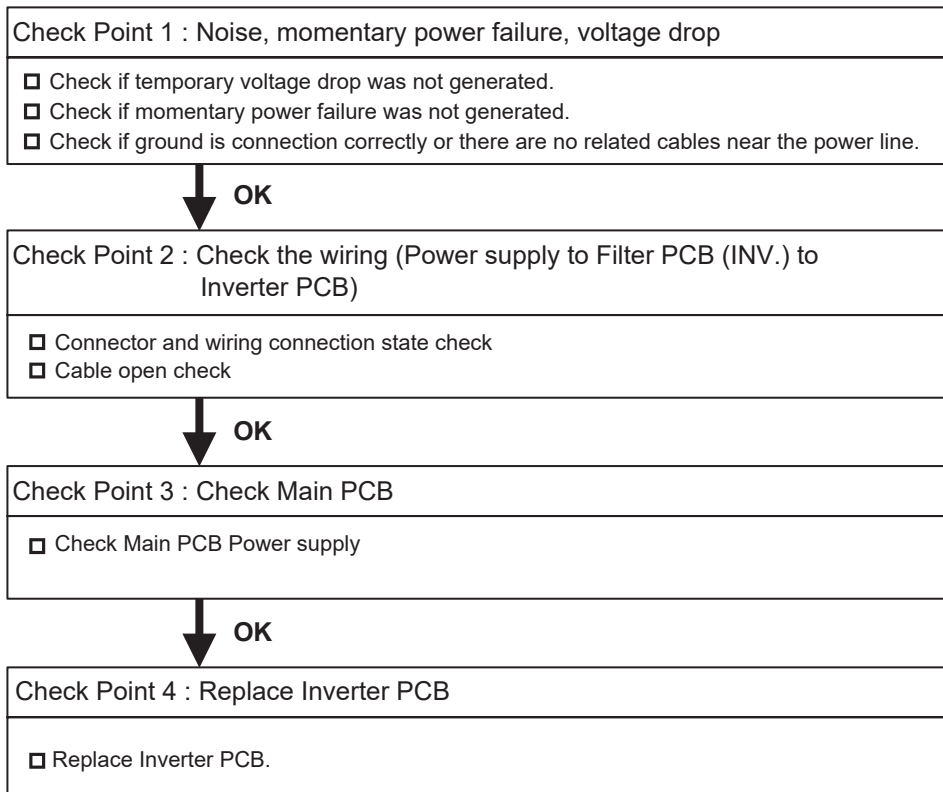 Check Point 1 : Noise, momentary power failure, voltage drop
Check if temporary voltage drop was not generated.
Check if momentary power failure was not generated.
Check if ground is connection correctly or there are no related cables near the power line.
OK
Check Point 2 : Check the wiring (Power supply to Filter PCB (INV.) to
Inverter PCB)
Connector and wiring connection state check
Cable open check
OK
Check Point 3 : Check Main PCB
Check Main PCB Power supply
OK
Check Point 4 : Replace Inverter PCB
Replace Inverter PCB.